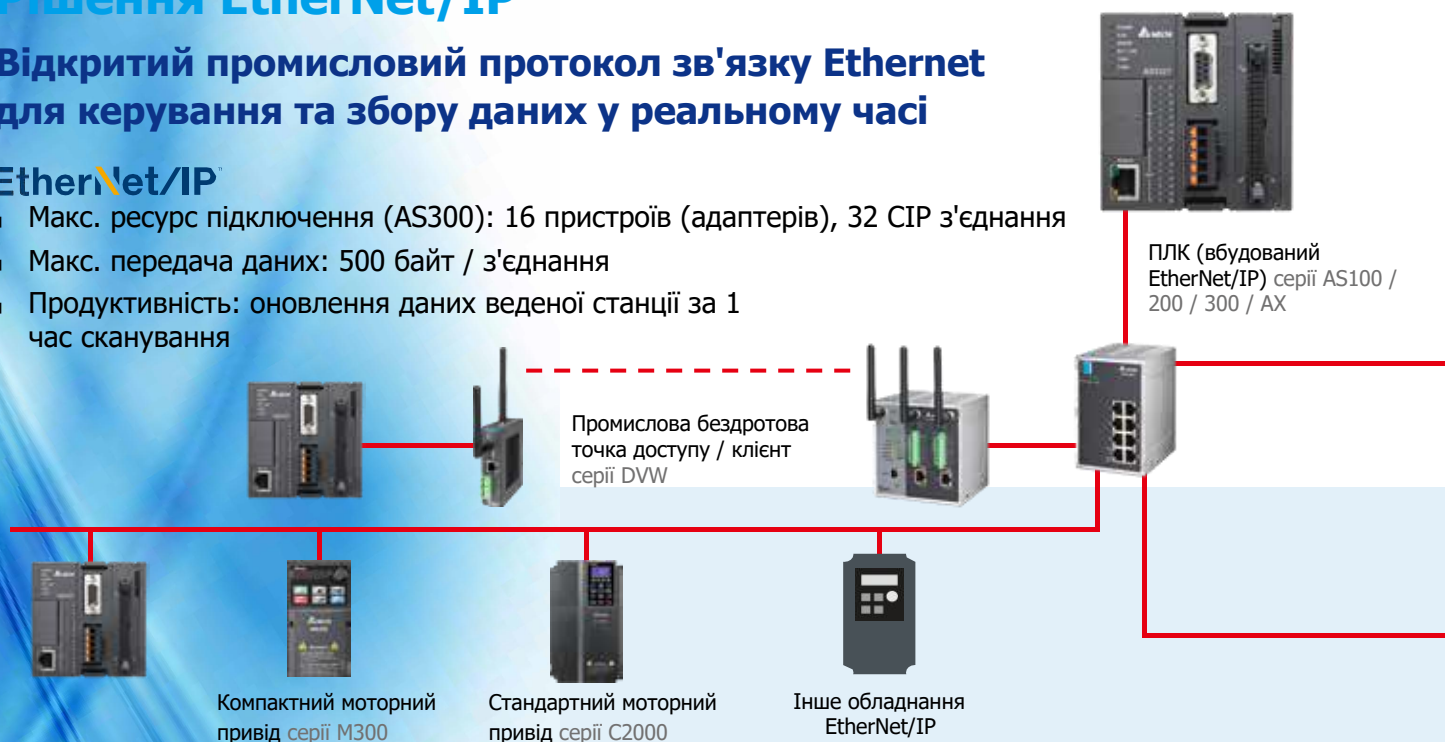 Рішення EtherNet/IP
Відкритий промисловий протокол зв'язку Ethernet
для керування та збору даних у реальному часі
EtherNet/IP
Макс. ресурс підключення (AS300): 16 пристроїв (адаптерів), 32 CIP з'єднання
Макс. передача даних: 500 байт / з'єднання
Продуктивність: оновлення даних веденої станції за 1
час сканування
ПЛК (вбудований
EtherNet/IP) серії AS100 /
200 / 300 / AX
Промислова бездротова
точка доступу / клієнт
серії DVW
Компактний моторний
привід серії M300
Стандартний моторний
привід серії C2000
Інше обладнання
EtherNet/IP